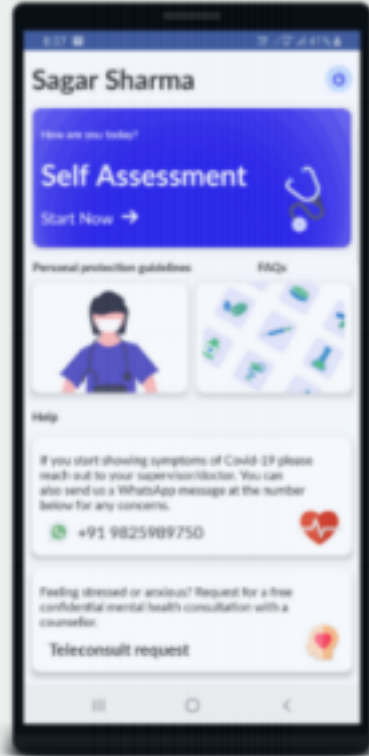 8:37
41%
Sagar Sharma
How are you today?
Self Assessment
Start Now →
Personal protection guidelines
FAQs
Help
If you start showing symptoms of Covid-19 please
reach out to your supervisor/doctor. You can
also send us a WhatsApp message at the number
below for any concerns.
+91 9825989750
Feeling stressed or anxious? Request for a free
confidential mental health consultation with a
counsellor.
Teleconsult request